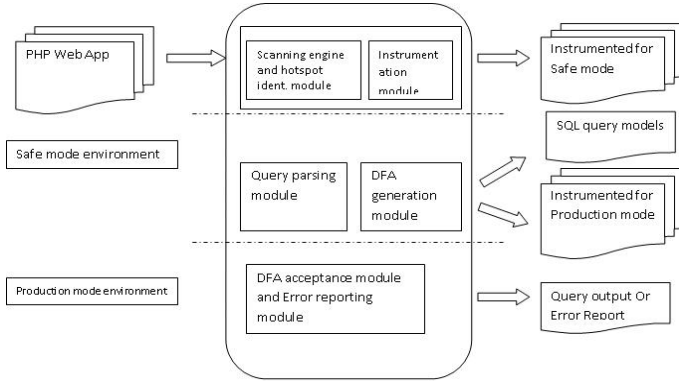 PHP Web App
Scanning engine
and hotspot
ident. module
Instrument
ation
module
Instrumented for
Safe mode
SQL query models
Safe mode environment
Query parsing
module
DFA
generation
module
Instrumented for
Production mode
Production mode environment
DFA acceptance module
and Error reporting
module
Query output Or
Error Report